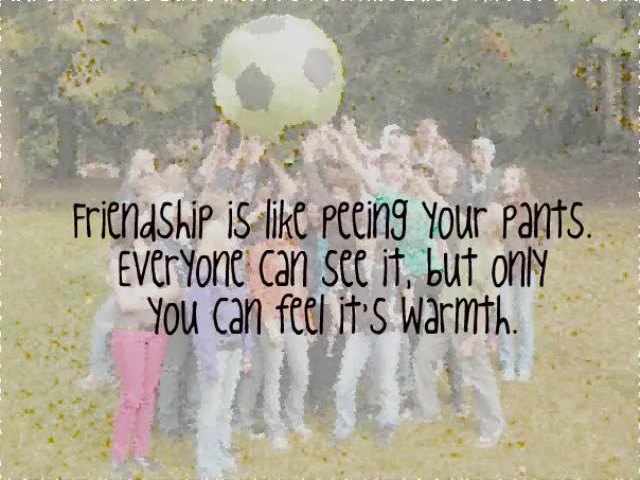 Friendship is like peeing your pants.
Everyone can see it, but only
you can feel it's warmth.